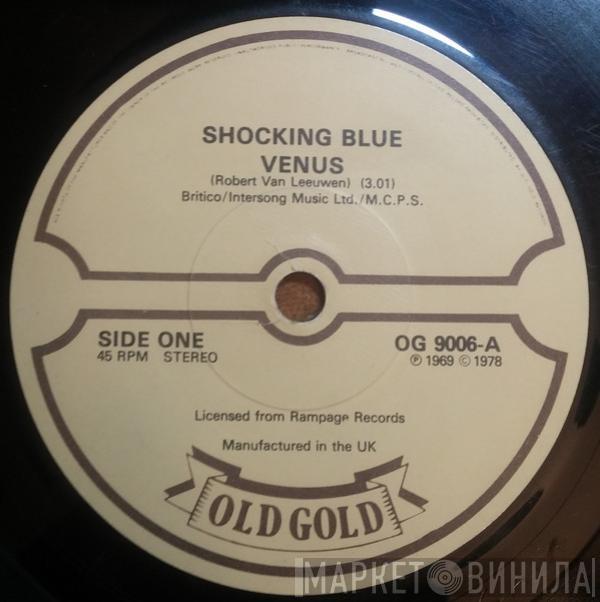 SHOCKING BLUE
VENUS
(Robert Van Leeuwen) (3.01)
Britico/Intersong Music Ltd./M.C.P.S.
SIDE ONE
45 RPM STEREO
OG 9006-A
℗ 1969 © 1978
Licensed from Rampage Records
Manufactured in the UK
OLD GOLD
МАРКЕТ ВИНИЛА